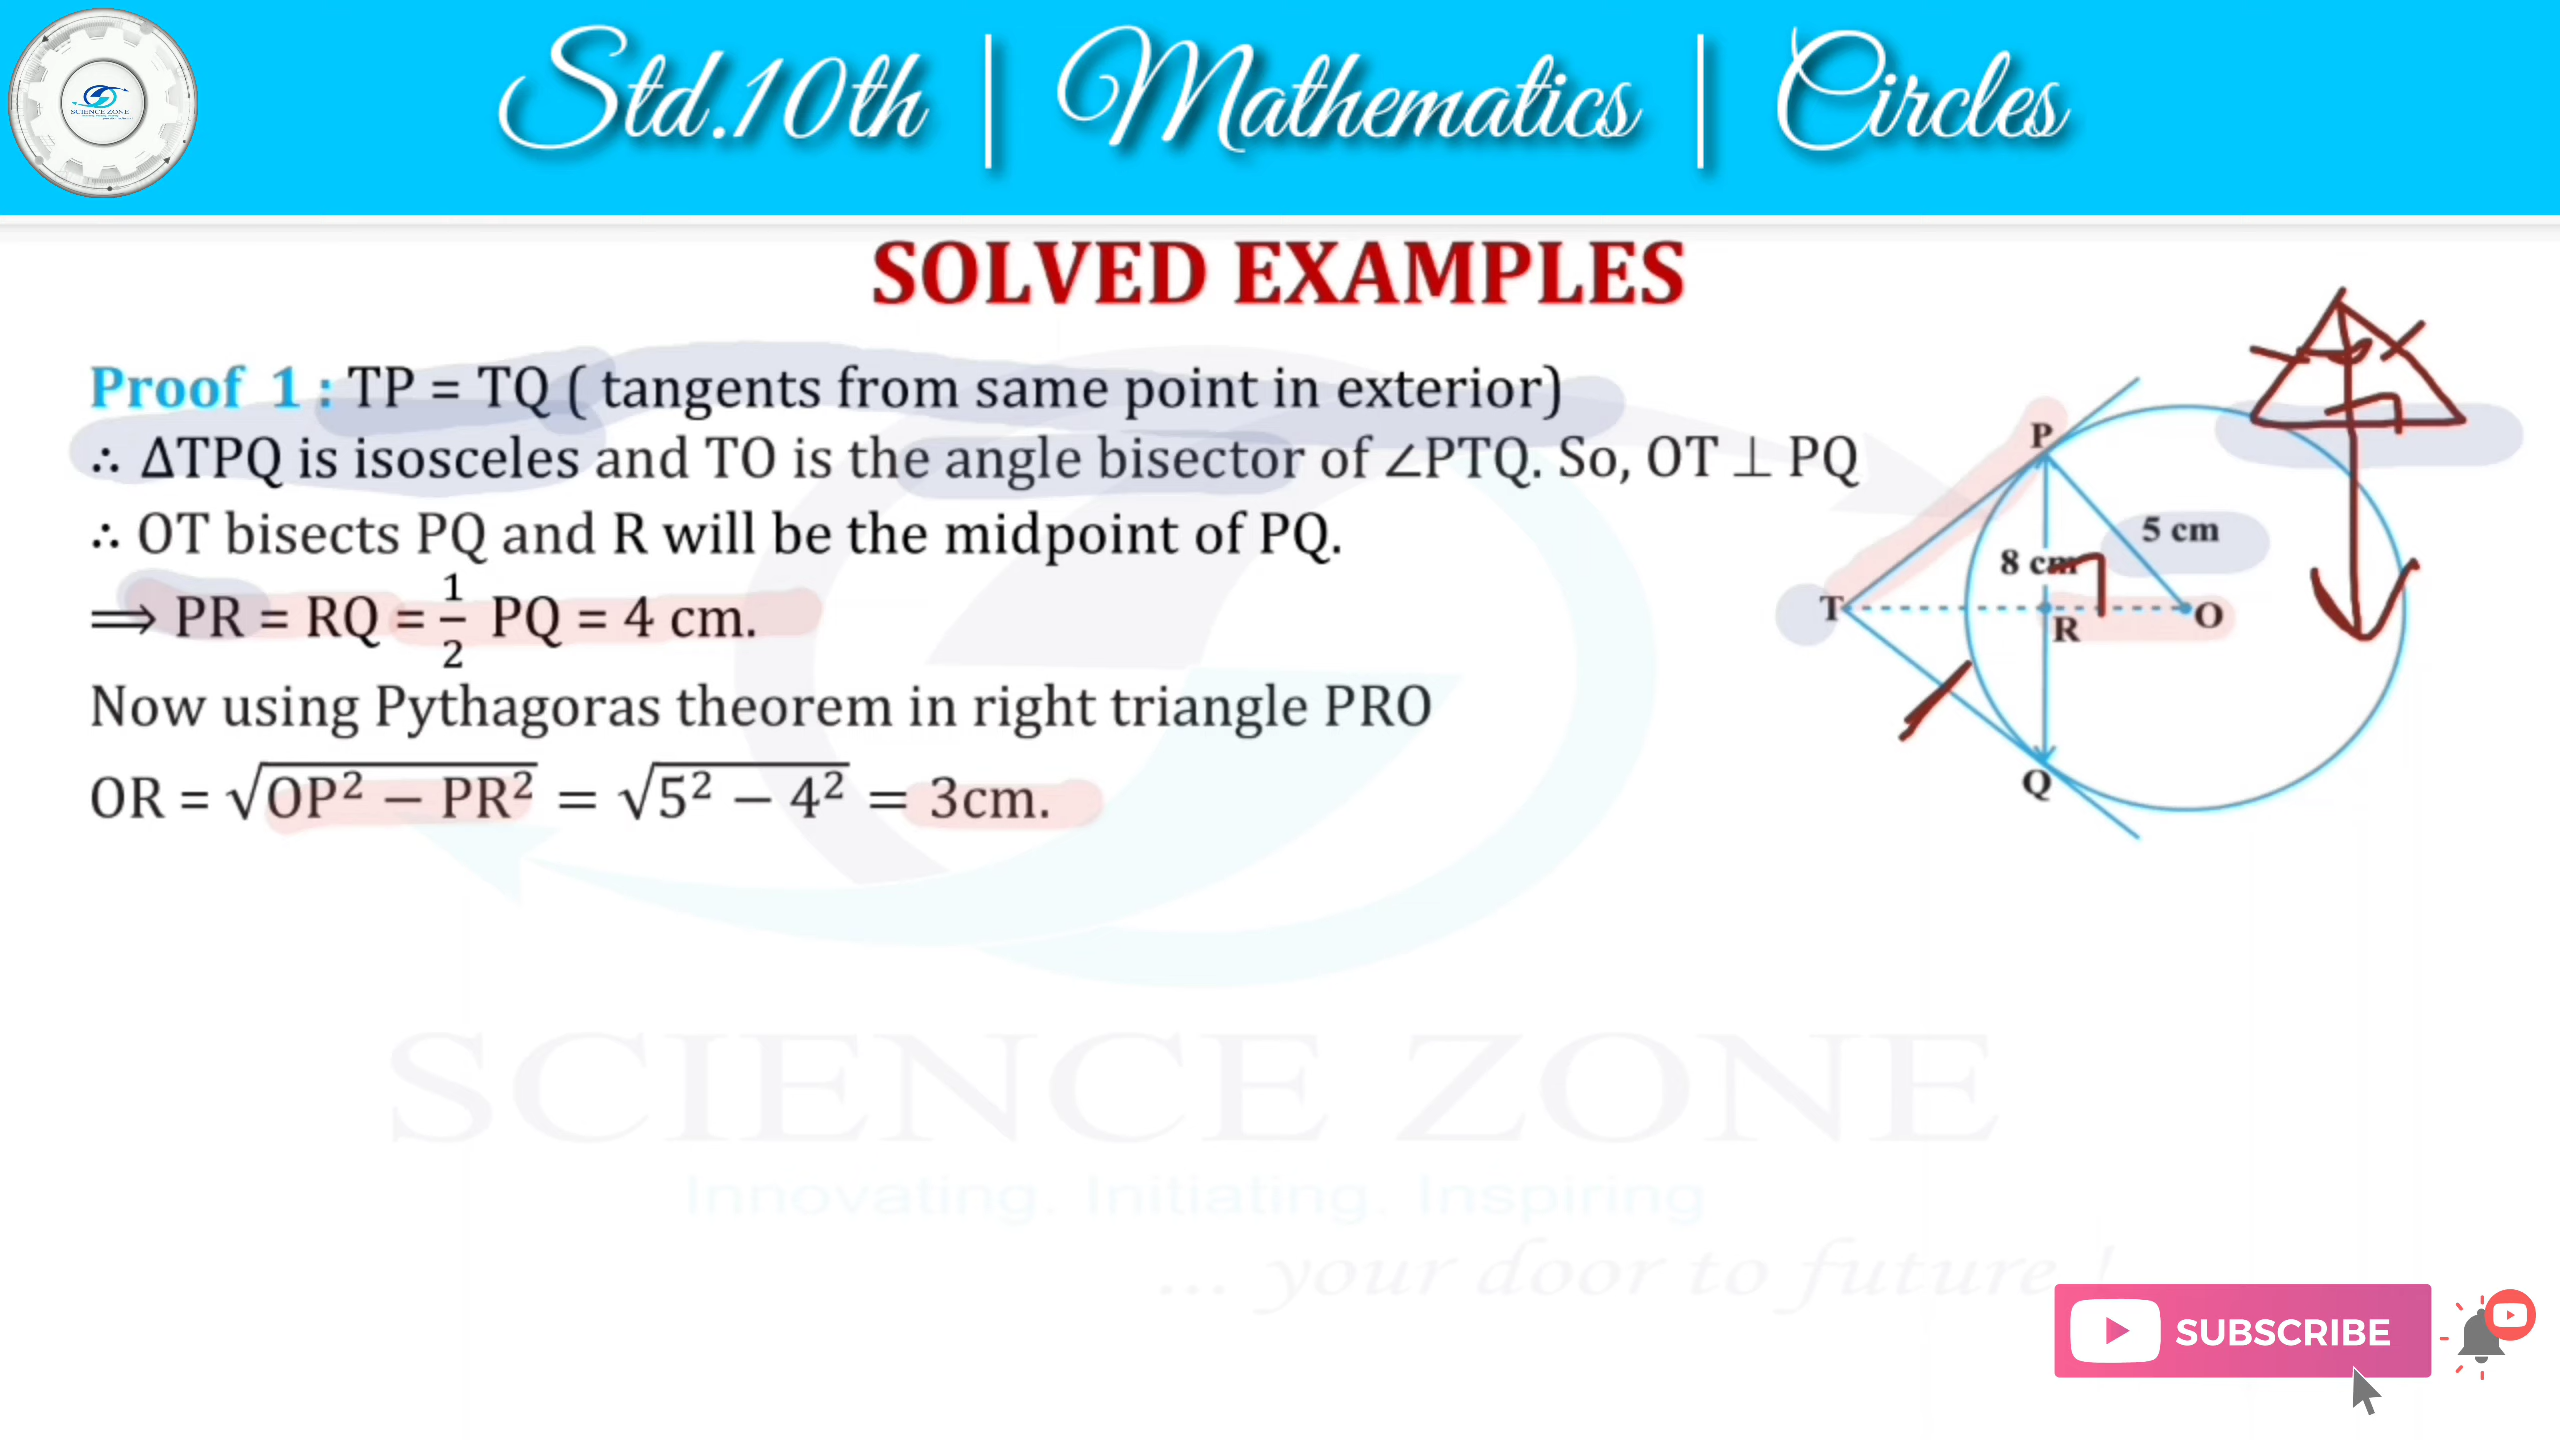 SCIENCE ZONE
Std.10th | Mathematics | Circles
SOLVED EXAMPLES
Proof 1 : TP = TQ ( tangents from same point in exterior)
∴ ΔTPQ is isosceles and TO is the angle bisector of ∠PTQ. So, OT ⊥ PQ
∴ OT bisects PQ and R will be the midpoint of PQ.
⟹ PR = RQ = 1/2 PQ = 4 cm.
Now using Pythagoras theorem in right triangle PRO
OR = √OP² − PR² = √5² − 4² = 3cm.
P
5 cm
8 cm
T
R
O
Q
SCIENCE ZONE
Innovating. Initiating. Inspiring
... your door to future !
SUBSCRIBE